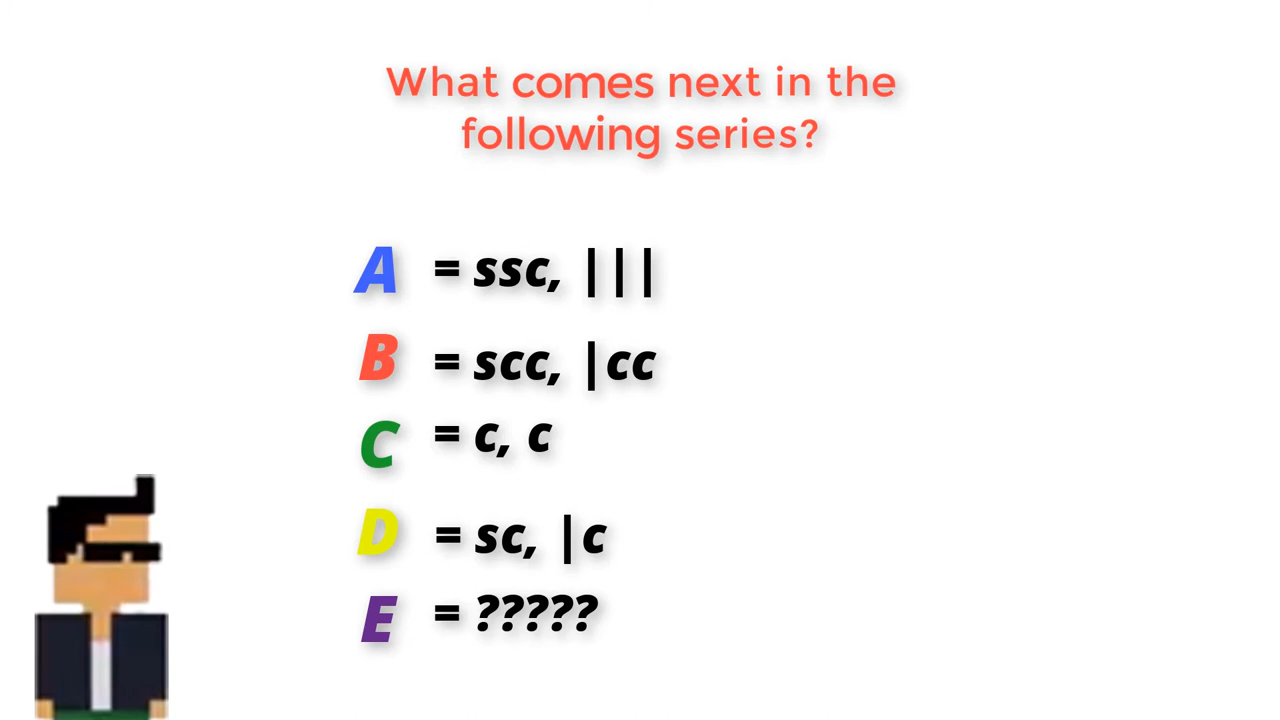 What comes next in the
following series?
A = ssc, |||
B = scc, |cc
C = c, c
D = sc, |c
E = ?????